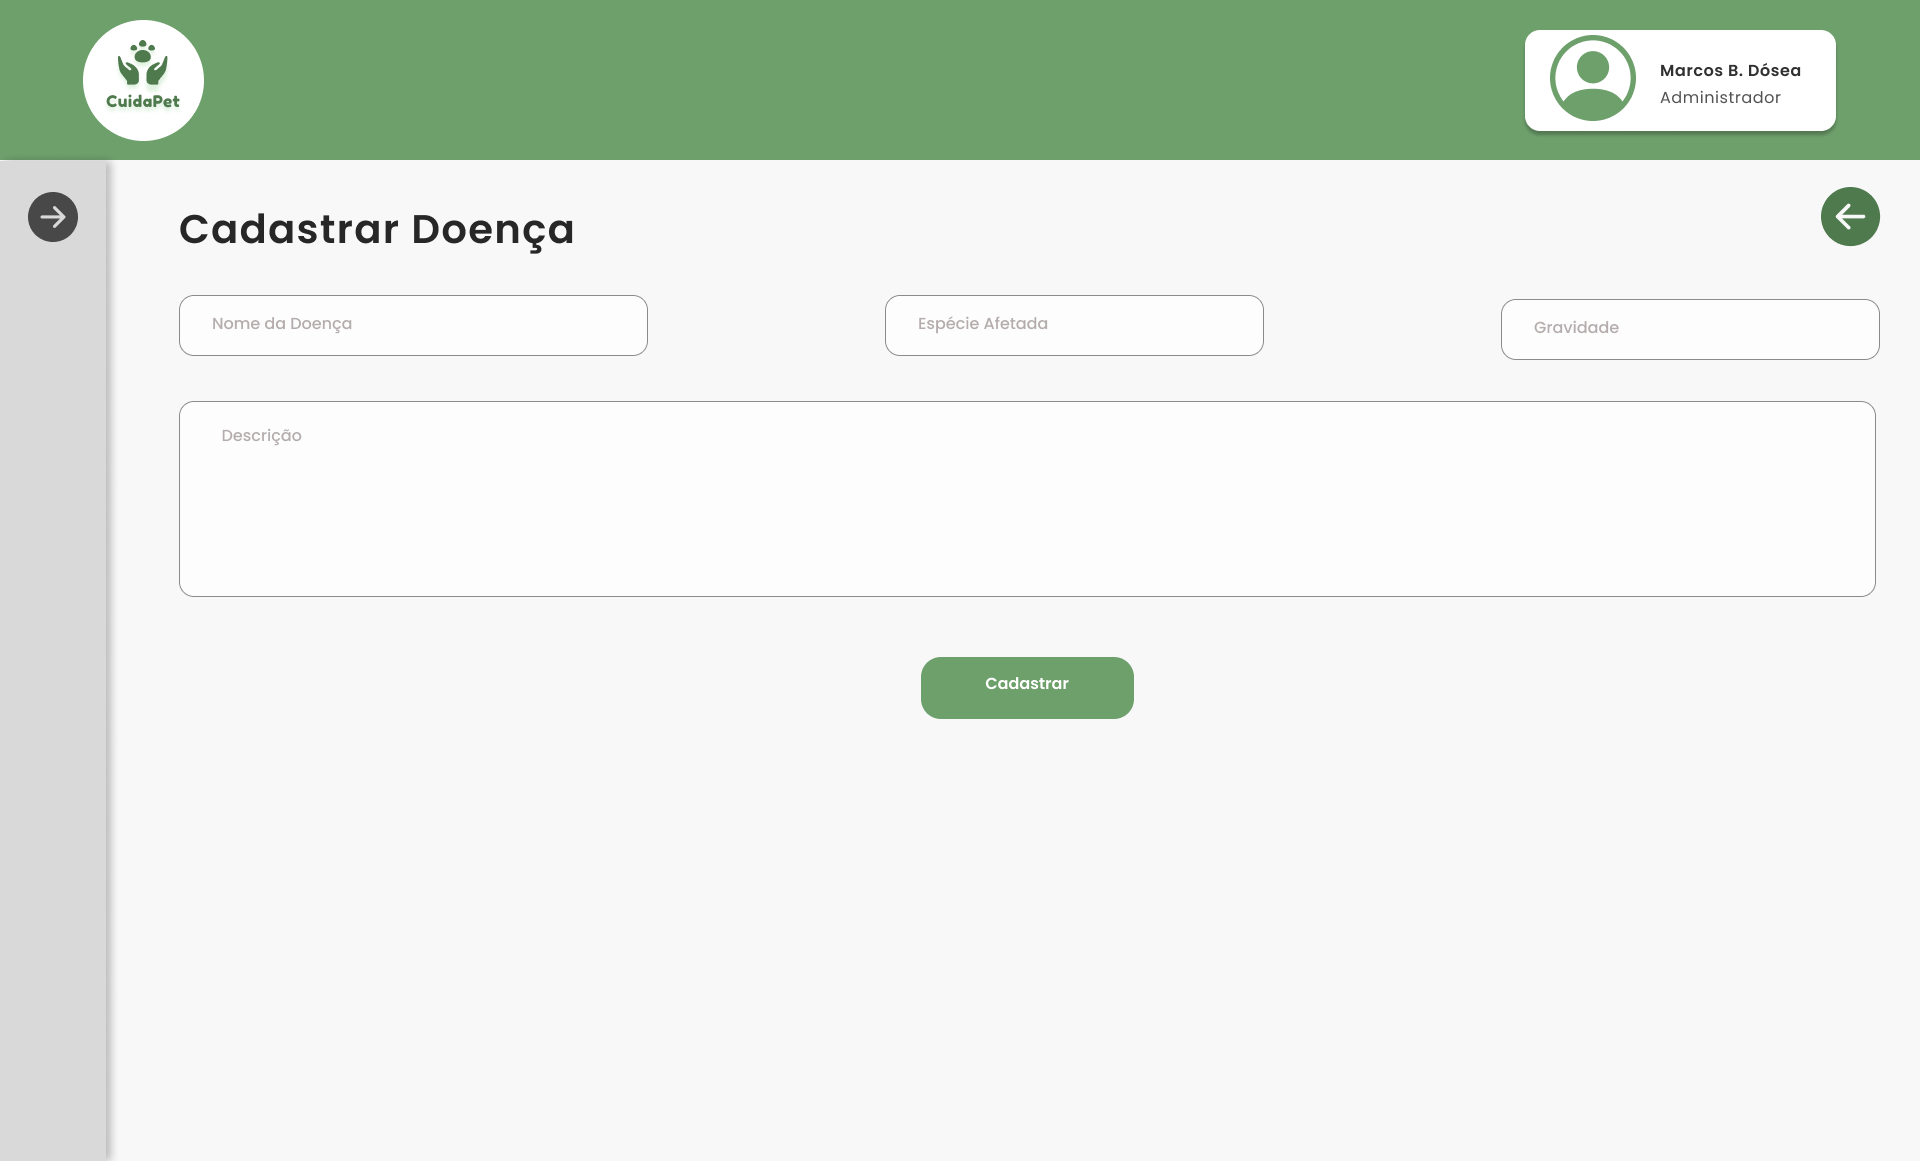 CuidaPet
Marcos B. Dósea
Administrador
Cadastrar Doença
Nome da Doença
Espécie Afetada
Gravidade
Descrição
Cadastrar